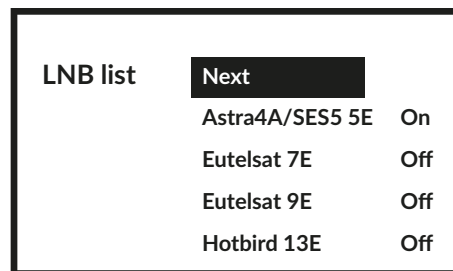 LNB list Next
Astra4A/SES5 5E On
Eutelsat 7E Off
Eutelsat 9E Off
Hotbird 13E Off